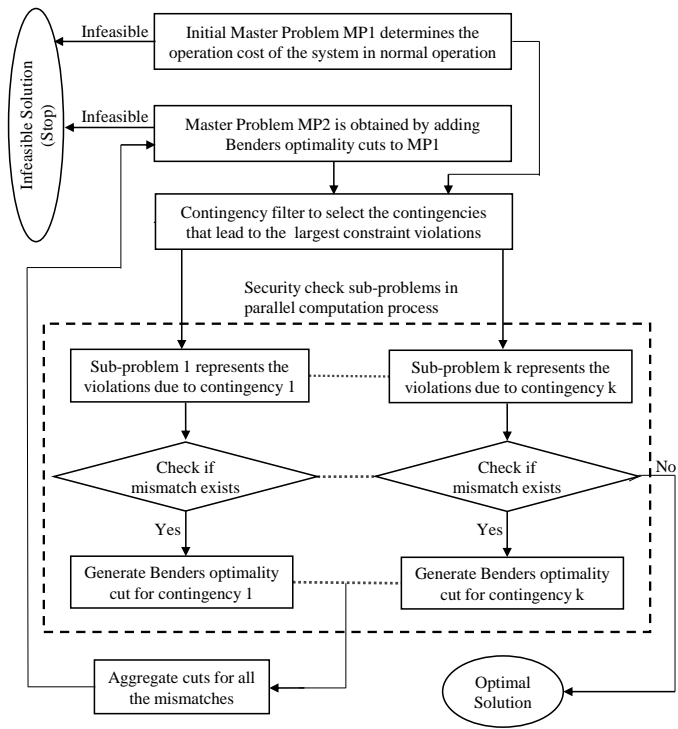 Infeasible
Initial Master Problem MP1 determines the
operation cost of the system in normal operation
Infeasible Solution
(Stop)
Infeasible
Master Problem MP2 is obtained by adding
Benders optimality cuts to MP1
Contingency filter to select the contingencies
that lead to the largest constraint violations
Security check sub-problems in
parallel computation process
Sub-problem 1 represents the
violations due to contingency 1
Sub-problem k represents the
violations due to contingency k
Check if
mismatch exists
Check if
mismatch exists
No
Yes
Yes
Generate Benders optimality
cut for contingency 1
Generate Benders optimality
cut for contingency k
Aggregate cuts for all
the mismatches
Optimal
Solution